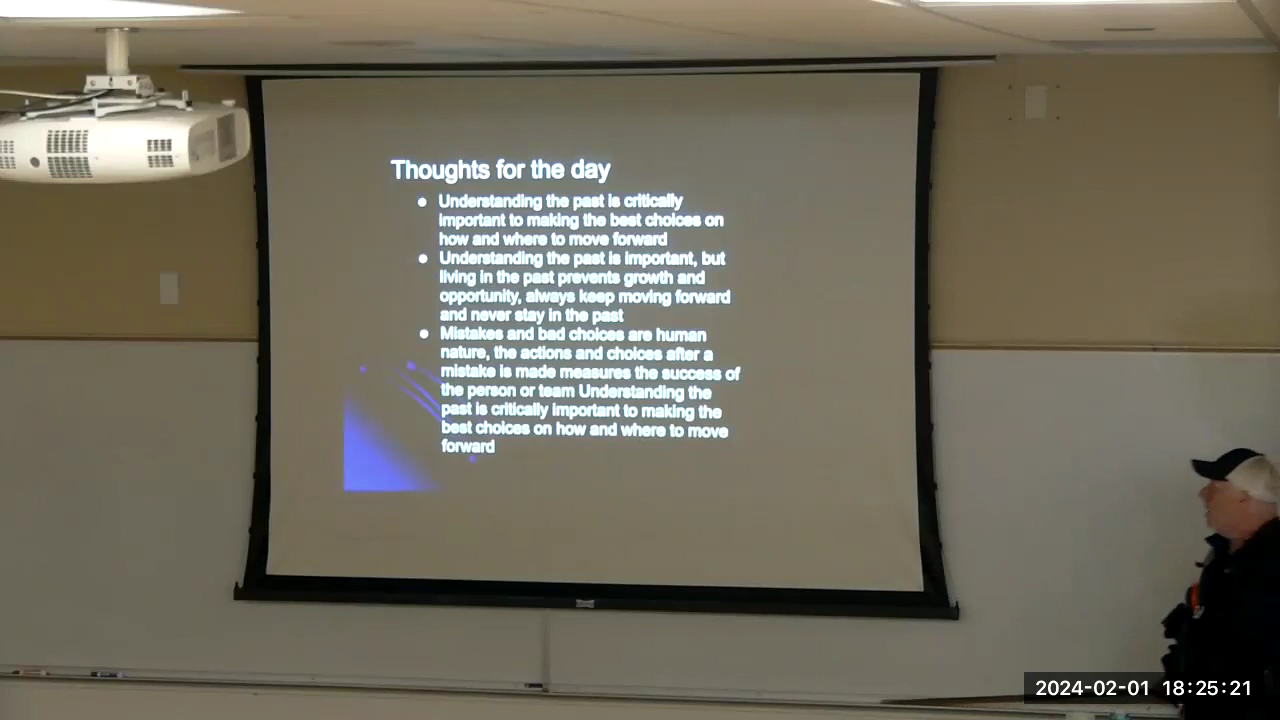 Thoughts for the day
● Understanding the past is critically
important to making the best choices on
how and where to move forward
● Understanding the past is important, but
living in the past prevents growth and
opportunity, always keep moving forward
and never stay in the past
● Mistakes and bad choices are human
nature, the actions and choices after a
mistake is made measures the success of
the person or team Understanding the
past is critically important to making the
best choices on how and where to move
forward
2024-02-01 18:25:21